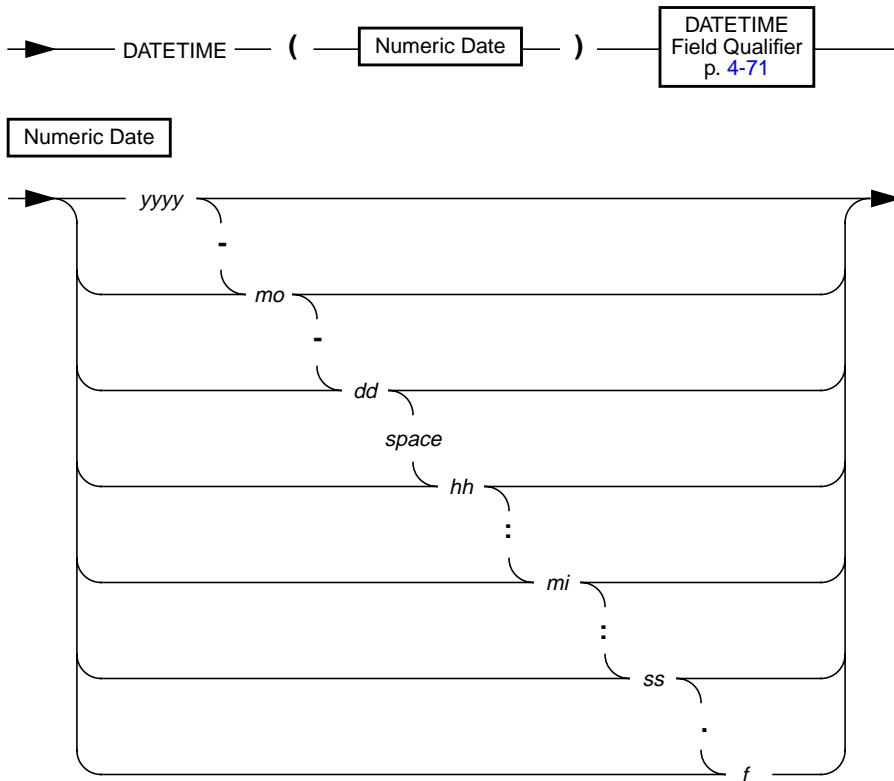 DATETIME ( Numeric Date ) DATETIME
Field Qualifier
p. 4-71
Numeric Date
yyyy
-
mo
-
dd
space
hh
:
mi
:
ss
.
f